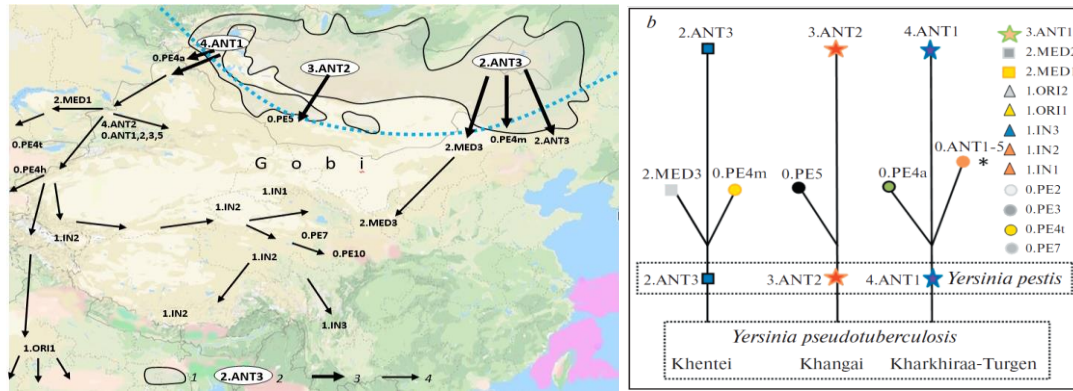 4.ANT1
0.PE4a
3.ANT2
2.ANT3
0.PE5
2.MED1
4.ANT2
0.ANT1,2,3,5
0.PE4t
0.PE4h
2.MED3
0.PE4m
2.ANT3
G o b i
1.IN1
1.IN2
2.MED3
0.PE7
1.IN2
1.IN2
0.PE10
1.IN2
1.IN3
1.ORI1
1
2.ANT3
2
3
4
b
2.ANT3
3.ANT2
4.ANT1
3.ANT1
2.MED2
2.MED1
1.ORI2
1.ORI1
1.IN3
1.IN2
1.IN1
0.PE2
0.PE3
0.PE4t
0.PE7
0.ANT1-5
*
2.MED3
0.PE4m
0.PE5
0.PE4a
2.ANT3
3.ANT2
4.ANT1
Yersinia pestis
Yersinia pseudotuberculosis
Khentei
Khangai
Kharkhiraa-Turgen